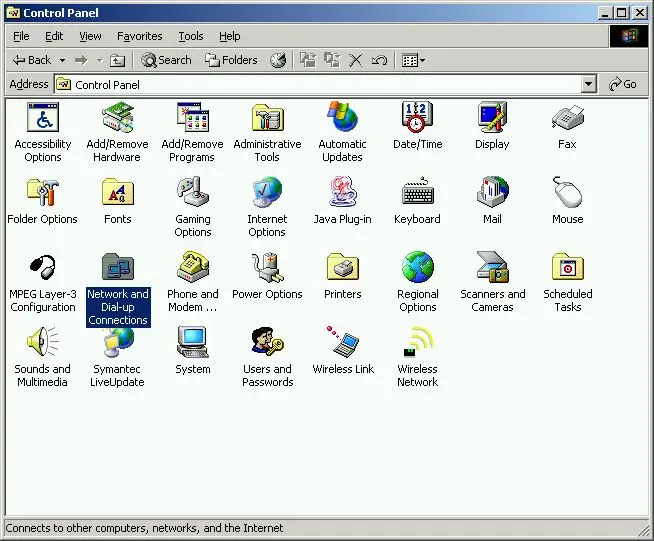 Control Panel
File Edit View Favorites Tools Help
Back Search Folders
Address Control Panel Go
Accessibility Options
Add/Remove Hardware
Add/Remove Programs
Administrative Tools
Automatic Updates
Date/Time
Display
Fax
Folder Options
Fonts
Gaming Options
Internet Options
Java Plug-in
Keyboard
Mail
Mouse
MPEG Layer-3 Configuration
Network and Dial-up Connections
Phone and Modem ...
Power Options
Printers
Regional Options
Scanners and Cameras
Scheduled Tasks
Sounds and Multimedia
Symantec LiveUpdate
System
Users and Passwords
Wireless Link
Wireless Network
Connects to other computers, networks, and the Internet